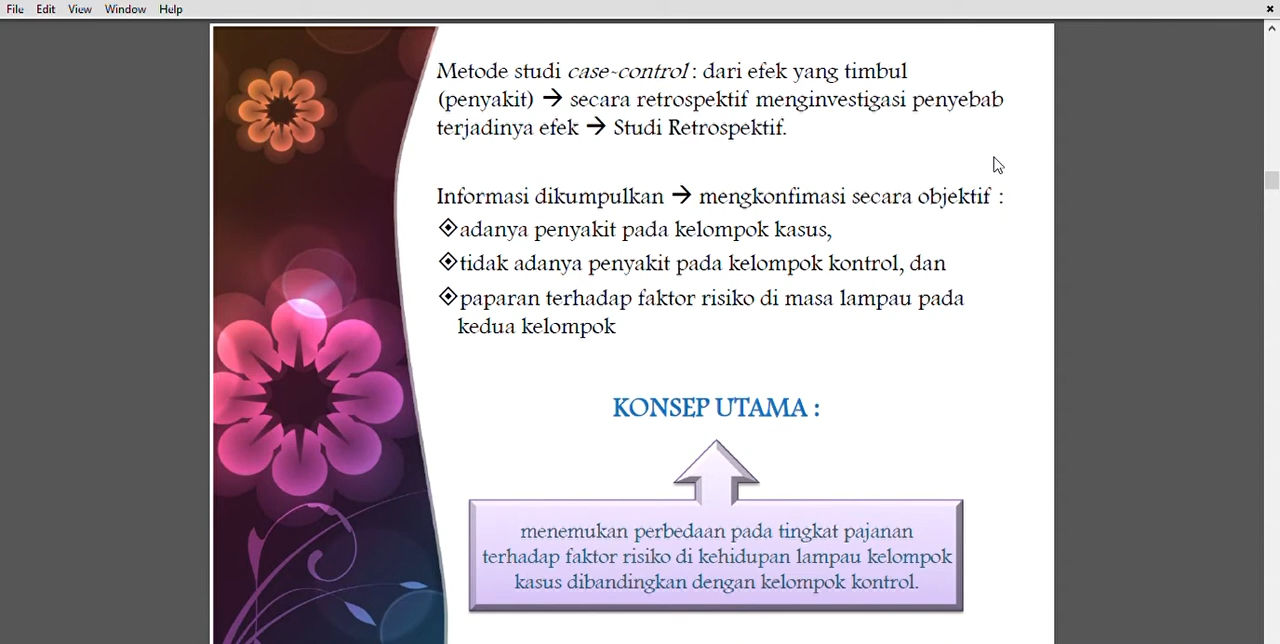 File Edit View Window Help
Metode studi case-control : dari efek yang timbul
(penyakit) → secara retrospektif menginvestigasi penyebab
terjadinya efek → Studi Retrospektif.
Informasi dikumpulkan → mengkonfimasi secara objektif :
adanya penyakit pada kelompok kasus,
tidak adanya penyakit pada kelompok kontrol, dan
paparan terhadap faktor risiko di masa lampau pada
kedua kelompok
KONSEP UTAMA :
menemukan perbedaan pada tingkat pajanan
terhadap faktor risiko di kehidupan lampau kelompok
kasus dibandingkan dengan kelompok kontrol.